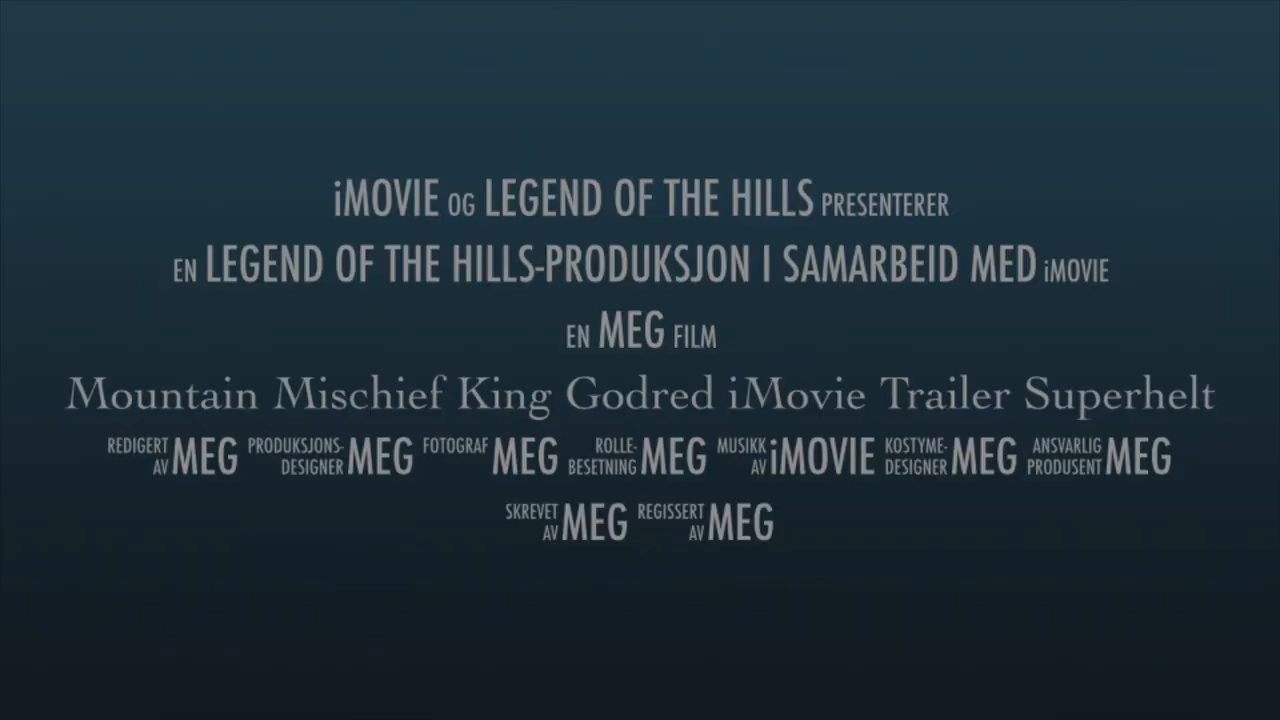 iMOVIE OG LEGEND OF THE HILLS PRESENTERER
EN LEGEND OF THE HILLS-PRODUKSJON I SAMARBEID MED iMOVIE
EN MEG FILM
Mountain Mischief King Godred iMovie Trailer Superhelt
REDIGERT AV MEG PRODUKSJONS-DESIGNER MEG FOTOGRAF MEG ROLLE-BESETNING MEG MUSIKK AV iMOVIE KOSTYME-DESIGNER MEG ANSVARLIG PRODUSENT MEG
SKREVET AV MEG REGISSERT AV MEG